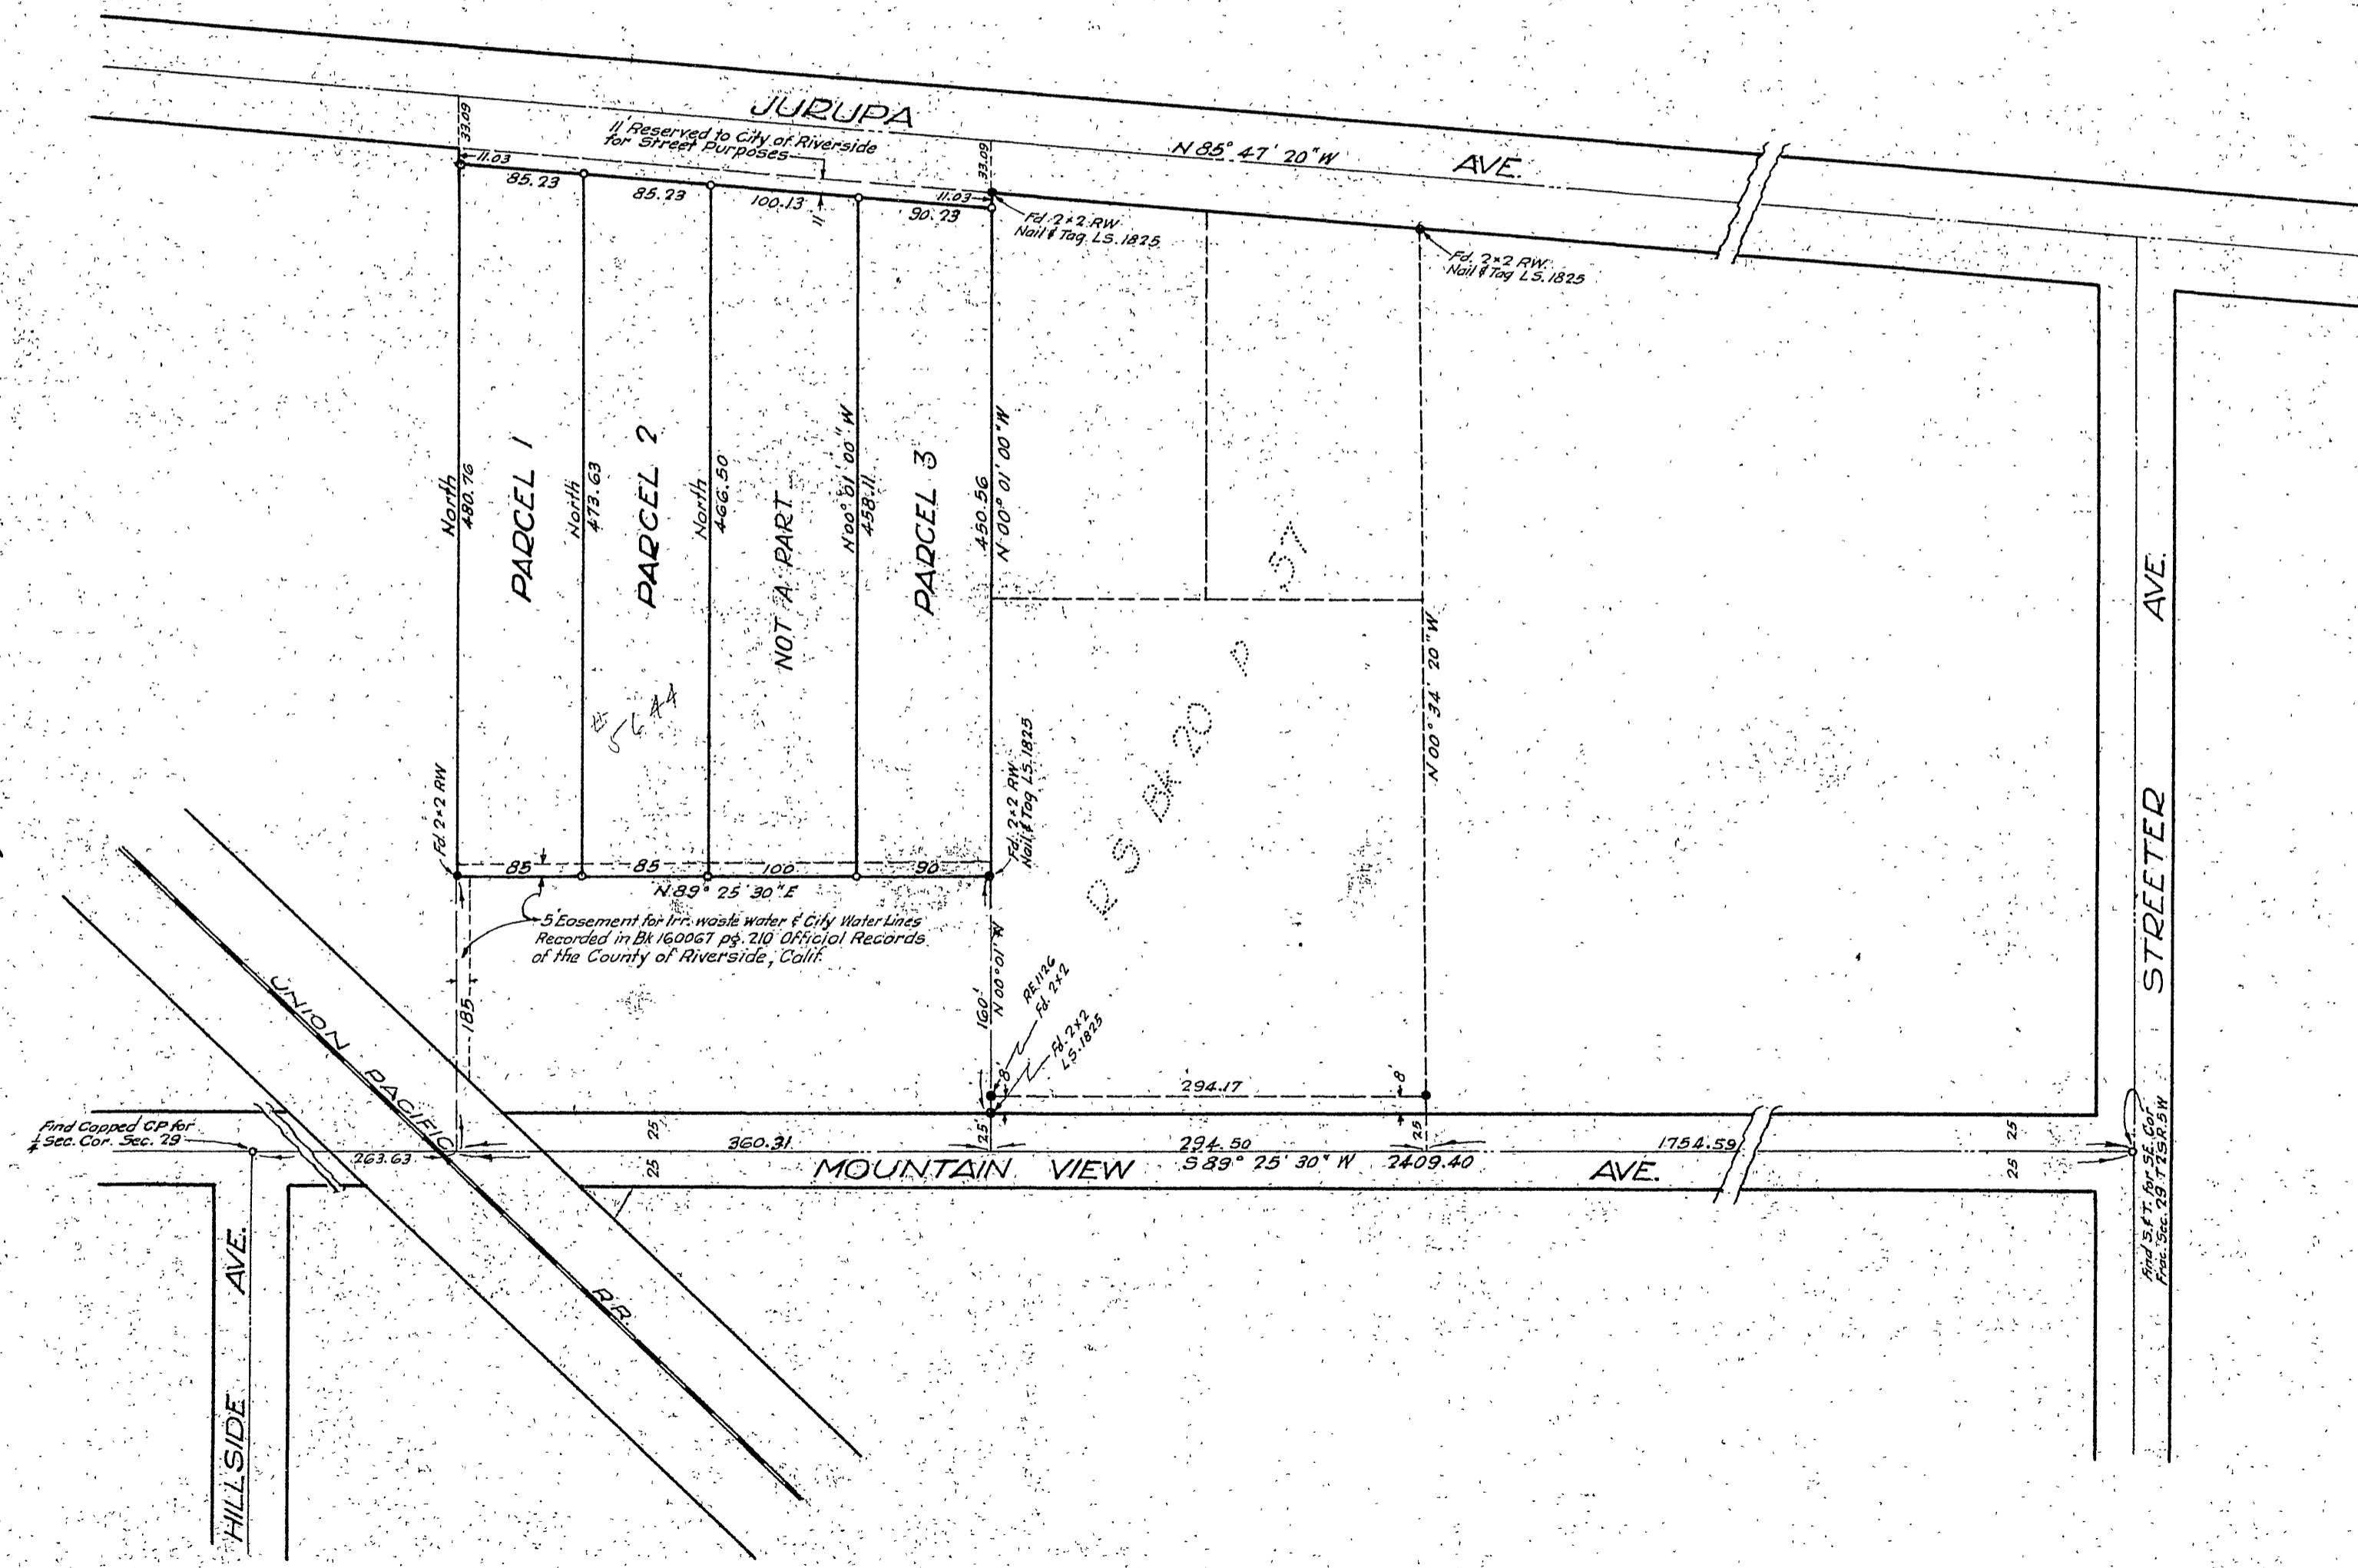 JURUPA
AVE.
N 85° 47' 20" W
11' Reserved to City of Riverside
for Street Purposes
33.09
33.09
11.03
11.03
85.23
85.23
100.13
11
90.23
Fd. 2×2 RW
Nail & Tag L.S. 1825
Fd. 2×2 RW
Nail & Tag L.S. 1825
North
480.76
PARCEL 1
North
473.63
PARCEL 2
North
466.50
NOT A PART
N 00° 01' 00" W
458.11
PARCEL 3
450.56
N 00° 01' 00" W
57
R S BK 20 P
# 5644
N 00° 34' 20" W
STREETER AVE.
Fd. 2×2 RW
Fd. 2×2 RW
Nail & Tag L.S. 1825
85
85
100
90
N 89° 25' 30" E
5' Easement for Irr. waste water & City Water Lines
Recorded in Bk 160067 pg. 210 Official Records
of the County of Riverside, Calif.
185
160'
N 00° 01' W
RE. 1126
Fd. 2×2
Fd. 2×2
L.S. 1825
8'
294.17
8'
UNION PACIFIC R.R.
Find Capped GP for
¼ Sec. Cor. Sec. 29
263.63
25
25
360.31
25
294.50
25
1754.59
25
25
MOUNTAIN VIEW AVE.
S 89° 25' 30" W 2409.40
Find S.&T. for SE. Cor
Frac. Sec. 29. T 2 S R. 5 W
HILLSIDE AVE.